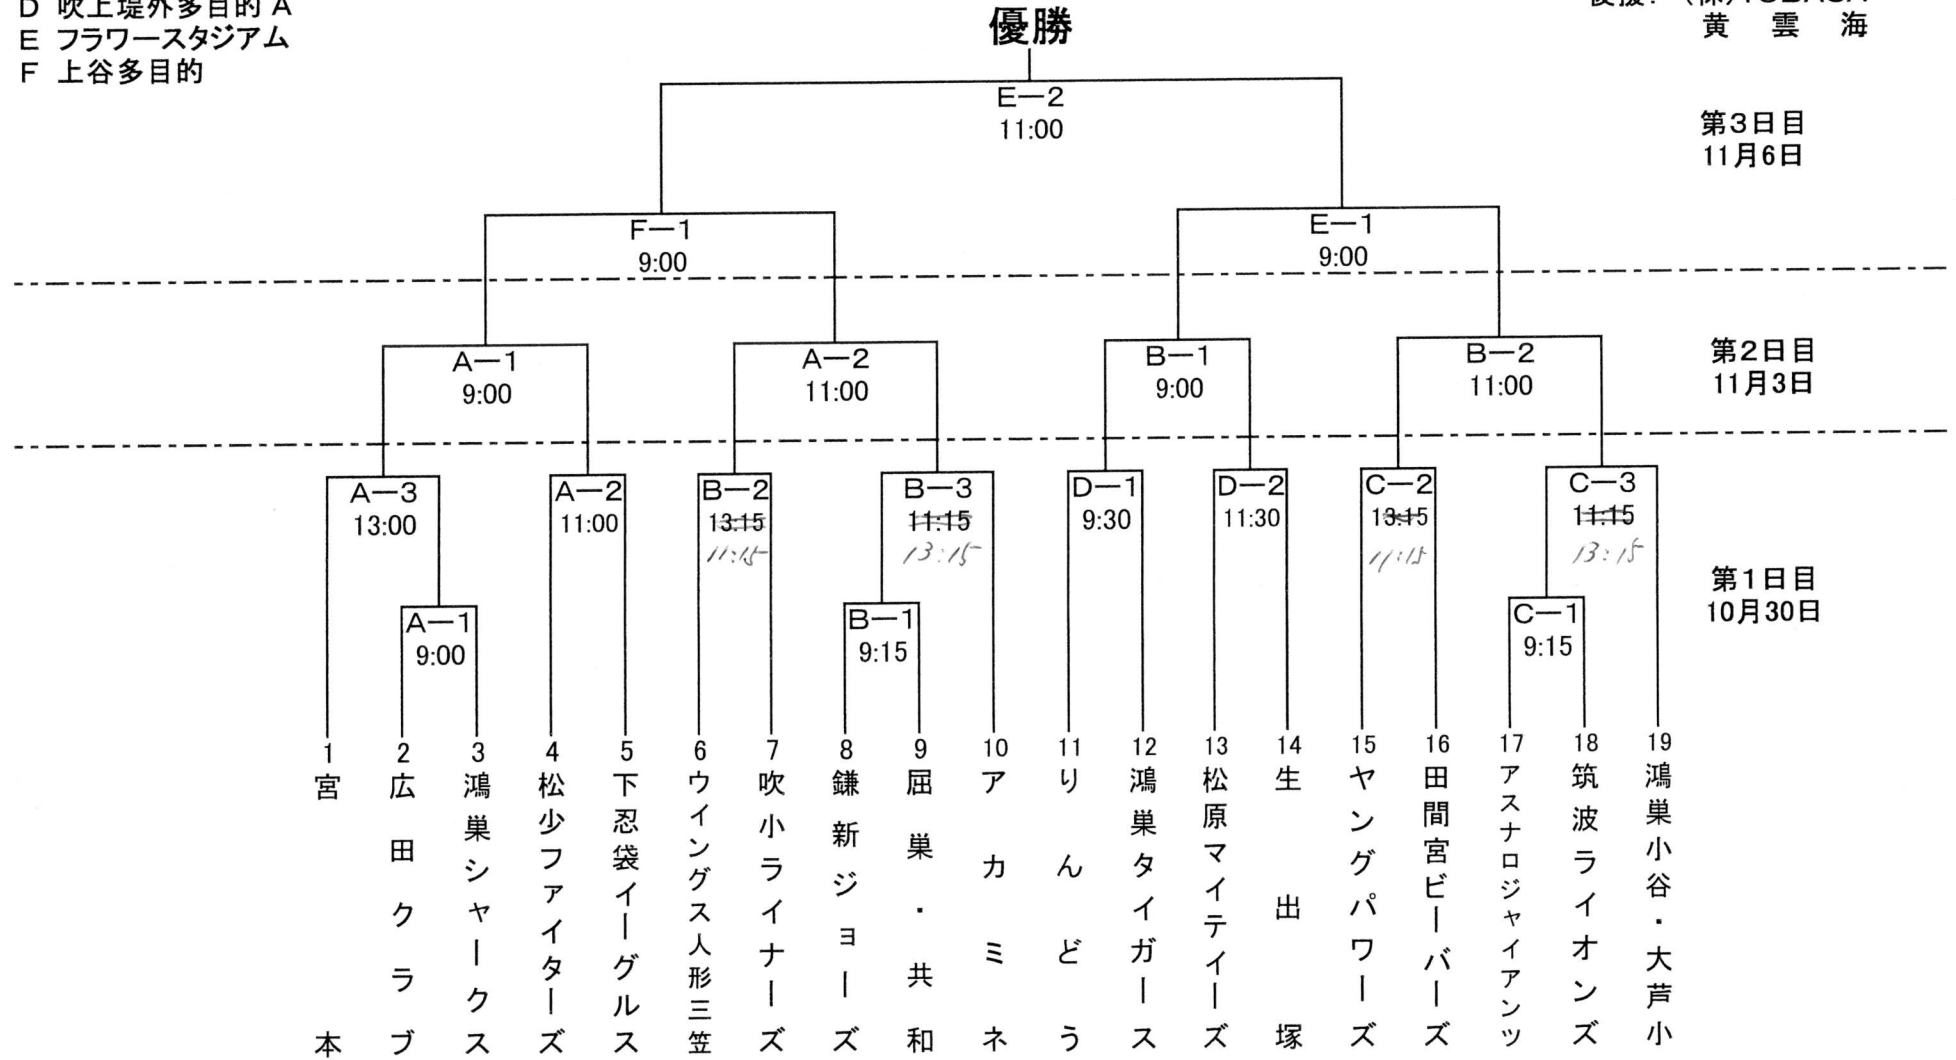 D 吹上堤外多目的 A
E フラワースタジアム
F 上谷多目的
優勝
黄 雲 海
E―2
11:00
第3日目
11月6日
F―1
9:00
E―1
9:00
A―1
9:00
A―2
11:00
B―1
9:00
B―2
11:00
第2日目
11月3日
A―3
13:00
A―2
11:00
B―2
13:15
11:15
B―3
11:15
13:15
D―1
9:30
D―2
11:30
C―2
13:15
11:15
C―3
11:15
13:15
第1日目
10月30日
A―1
9:00
B―1
9:15
C―1
9:15
1 宮本
2 広田クラブ
3 鴻巣シャークス
4 松少ファイターズ
5 下忍袋イーグルス
6 ウイングス人形三笠
7 吹小ライナーズ
8 鎌新ジョーズ
9 屈巣・共和
10 アカミネ
11 りんどう
12 鴻巣タイガース
13 松原マイティーズ
14 生出塚
15 ヤングパワーズ
16 田間宮ビーバーズ
17 アスナロジャイアンツ
18 筑波ライオンズ
19 鴻巣小谷・大芦小